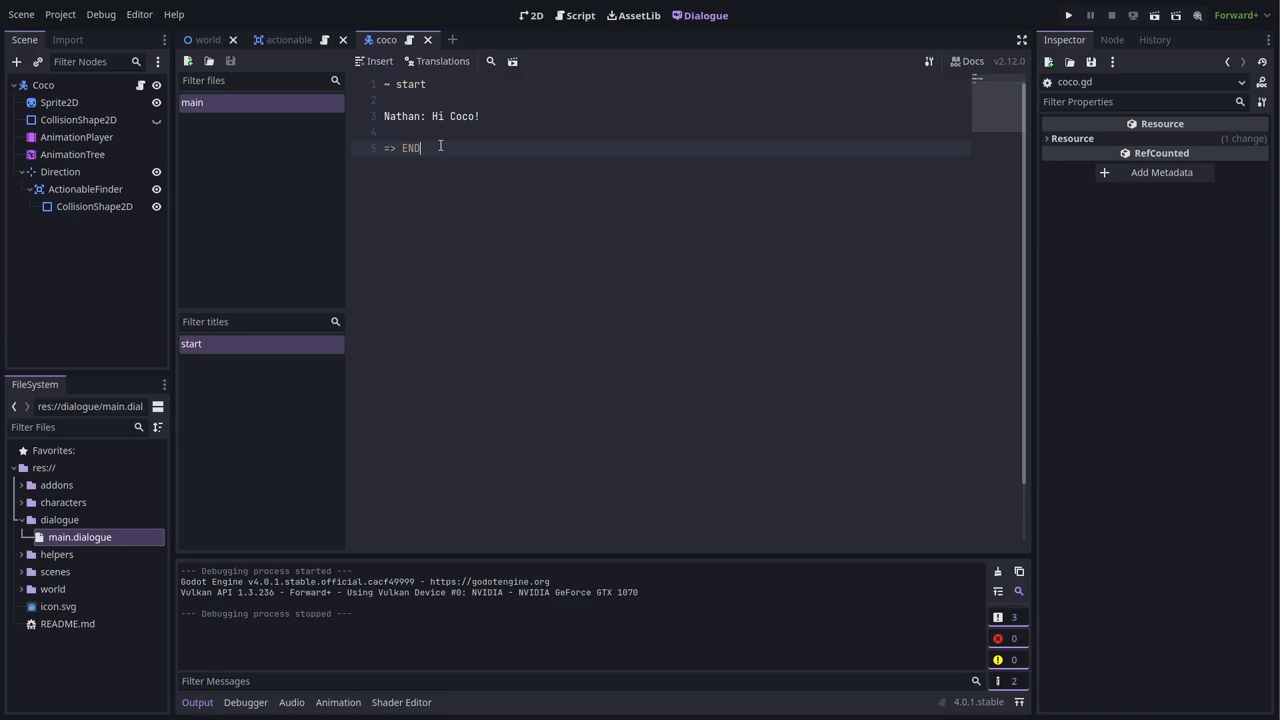 Scene Project Debug Editor Help 2D Script AssetLib Dialogue Forward+
Scene Import world actionable coco Inspector Node History
Filter Nodes Insert Translations Docs v2.12.0
Coco Filter files 1 ~ start coco.gd
Sprite2D main 2 Filter Properties
CollisionShape2D 3 Nathan: Hi Coco! Resource
AnimationPlayer 4 Resource (1 change)
AnimationTree 5 => END RefCounted
Direction Add Metadata
ActionableFinder
CollisionShape2D
Filter titles
start
FileSystem
res://dialogue/main.dial
Filter Files
Favorites:
res://
addons
characters
dialogue
main.dialogue
helpers
scenes
world
icon.svg
README.md
--- Debugging process started ---
Godot Engine v4.0.1.stable.official.cacf49999 - https://godotengine.org
Vulkan API 1.3.236 - Forward+ - Using Vulkan Device #0: NVIDIA - NVIDIA GeForce GTX 1070
--- Debugging process stopped ---
3
0
0
2
Filter Messages
Output Debugger Audio Animation Shader Editor 4.0.1.stable